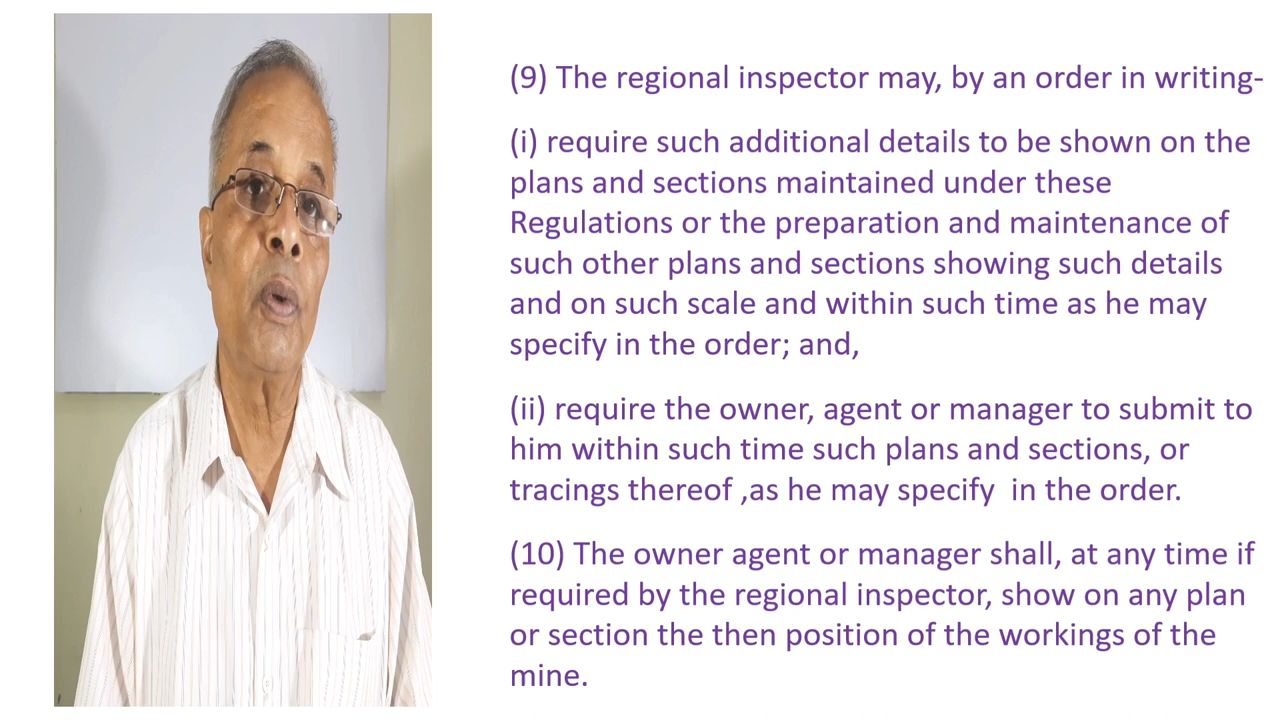 (9) The regional inspector may, by an order in writing-
(i) require such additional details to be shown on the
plans and sections maintained under these
Regulations or the preparation and maintenance of
such other plans and sections showing such details
and on such scale and within such time as he may
specify in the order; and,
(ii) require the owner, agent or manager to submit to
him within such time such plans and sections, or
tracings thereof ,as he may specify  in the order.
(10) The owner agent or manager shall, at any time if
required by the regional inspector, show on any plan
or section the then position of the workings of the
mine.